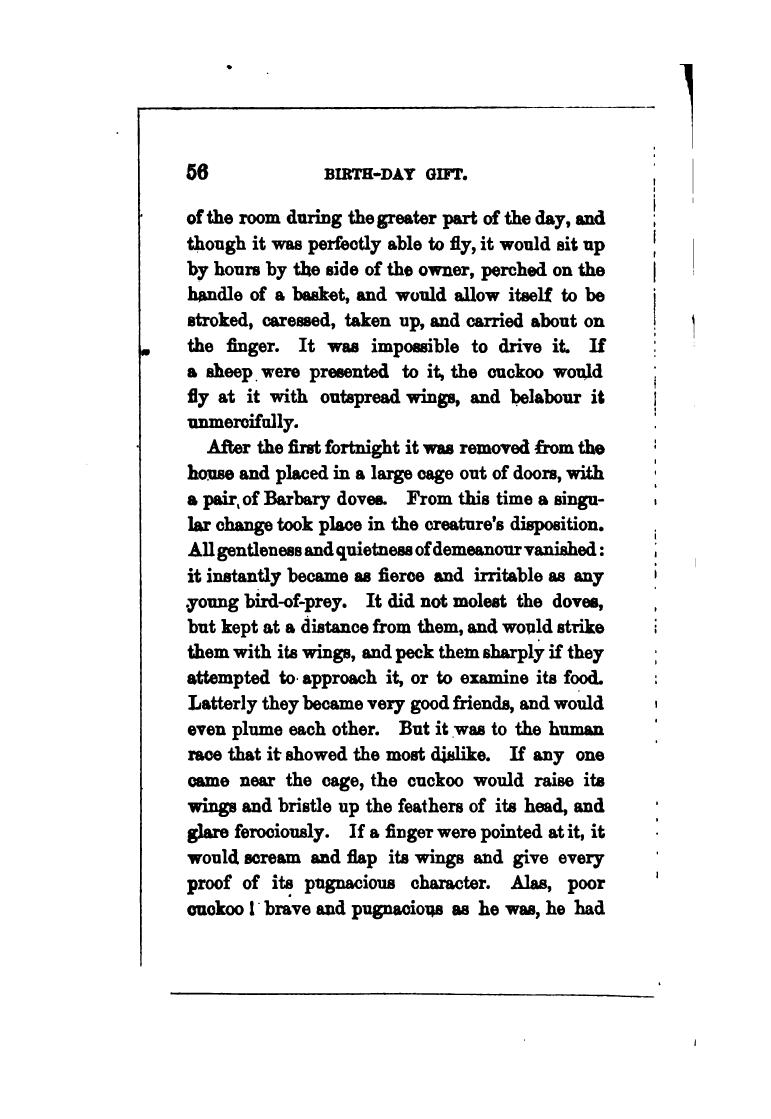 56 BIRTH-DAY GIFT.
of the room during the greater part of the day, and
though it was perfectly able to fly, it would sit up
by hours by the side of the owner, perched on the
handle of a basket, and would allow itself to be
stroked, caressed, taken up, and carried about on
the finger. It was impossible to drive it. If
a sheep were presented to it, the cuckoo would
fly at it with outspread wings, and belabour it
unmercifully.
After the first fortnight it was removed from the
house and placed in a large cage out of doors, with
a pair of Barbary doves. From this time a singu-
lar change took place in the creature's disposition.
All gentleness and quietness of demeanour vanished:
it instantly became as fierce and irritable as any
young bird-of-prey. It did not molest the doves,
but kept at a distance from them, and would strike
them with its wings, and peck them sharply if they
attempted to approach it, or to examine its food.
Latterly they became very good friends, and would
even plume each other. But it was to the human
race that it showed the most dislike. If any one
came near the cage, the cuckoo would raise its
wings and bristle up the feathers of its head, and
glare ferociously. If a finger were pointed at it, it
would scream and flap its wings and give every
proof of its pugnacious character. Alas, poor
cuckoo! brave and pugnacious as he was, he had